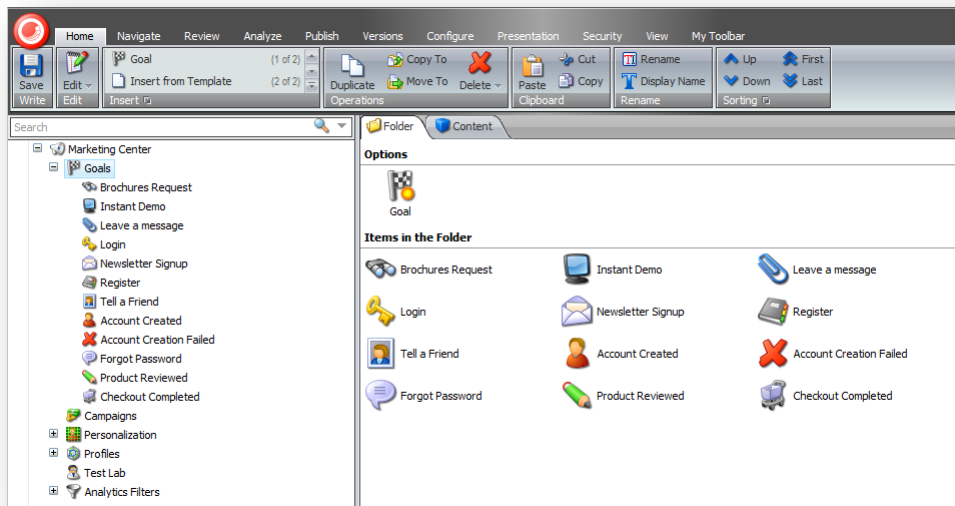 Home Navigate Review Analyze Publish Versions Configure Presentation Security View My Toolbar
Save
Write
Edit
Edit
Goal (1 of 2)
Insert from Template (2 of 2)
Insert
Duplicate
Copy To
Move To
Delete
Operations
Paste
Cut
Copy
Clipboard
Rename
Display Name
Rename
Up First
Down Last
Sorting
Search
Marketing Center
Goals
Brochures Request
Instant Demo
Leave a message
Login
Newsletter Signup
Register
Tell a Friend
Account Created
Account Creation Failed
Forgot Password
Product Reviewed
Checkout Completed
Campaigns
Personalization
Profiles
Test Lab
Analytics Filters
Folder Content
Options
Goal
Items in the Folder
Brochures Request Instant Demo Leave a message
Login Newsletter Signup Register
Tell a Friend Account Created Account Creation Failed
Forgot Password Product Reviewed Checkout Completed